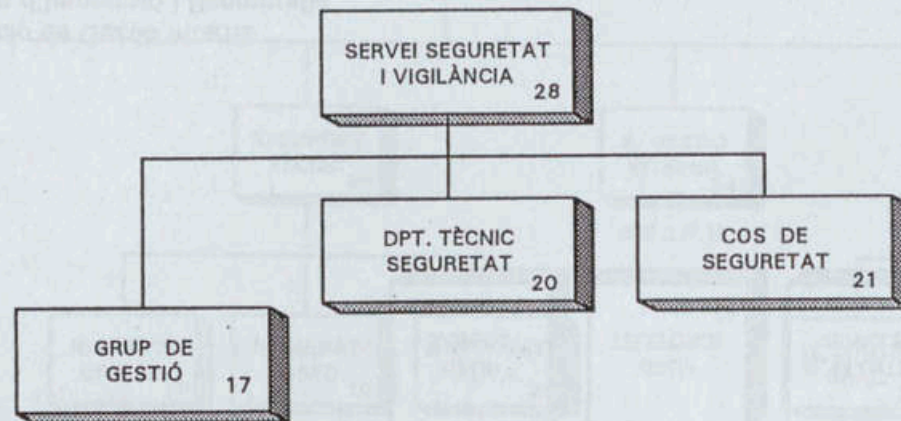 SERVEI SEGURETAT
I VIGILÀNCIA
28
DPT. TÈCNIC
SEGURETAT
20
COS DE
SEGURETAT
21
GRUP DE
GESTIÓ
17